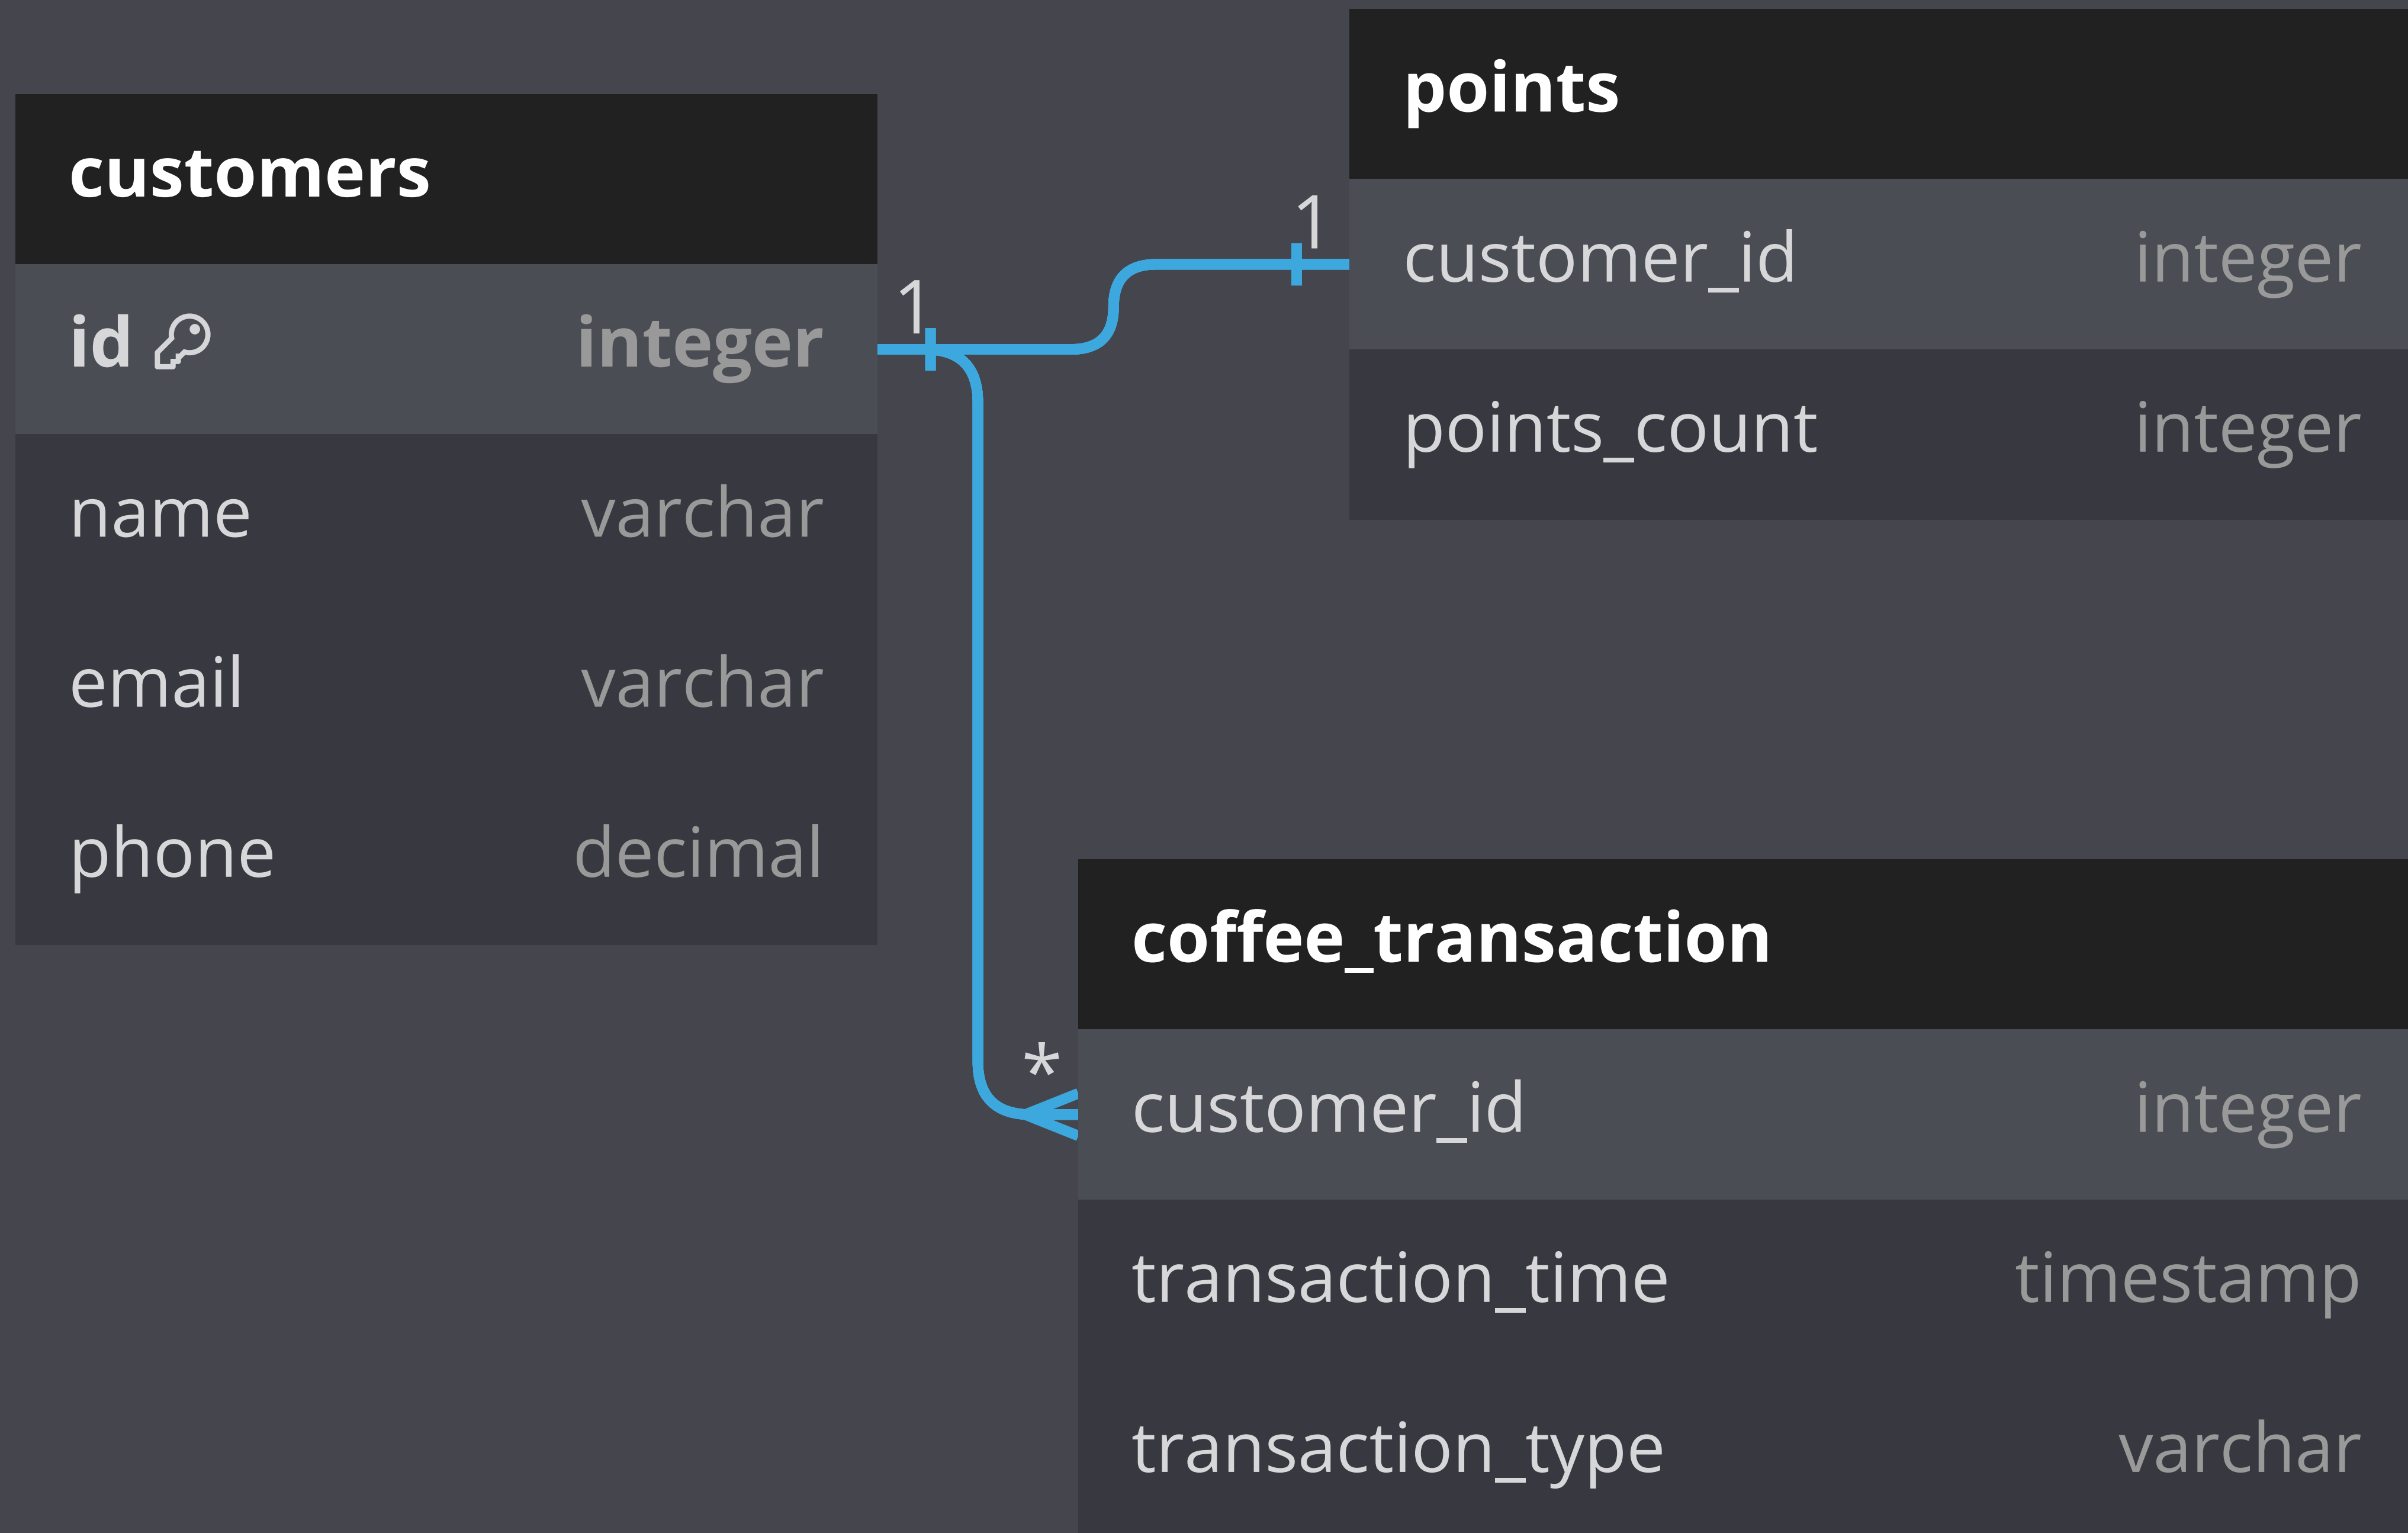 customers
id integer
name varchar
email varchar
phone decimal
1
1
points
customer_id integer
points_count integer
*
coffee_transaction
customer_id integer
transaction_time timestamp
transaction_type varchar